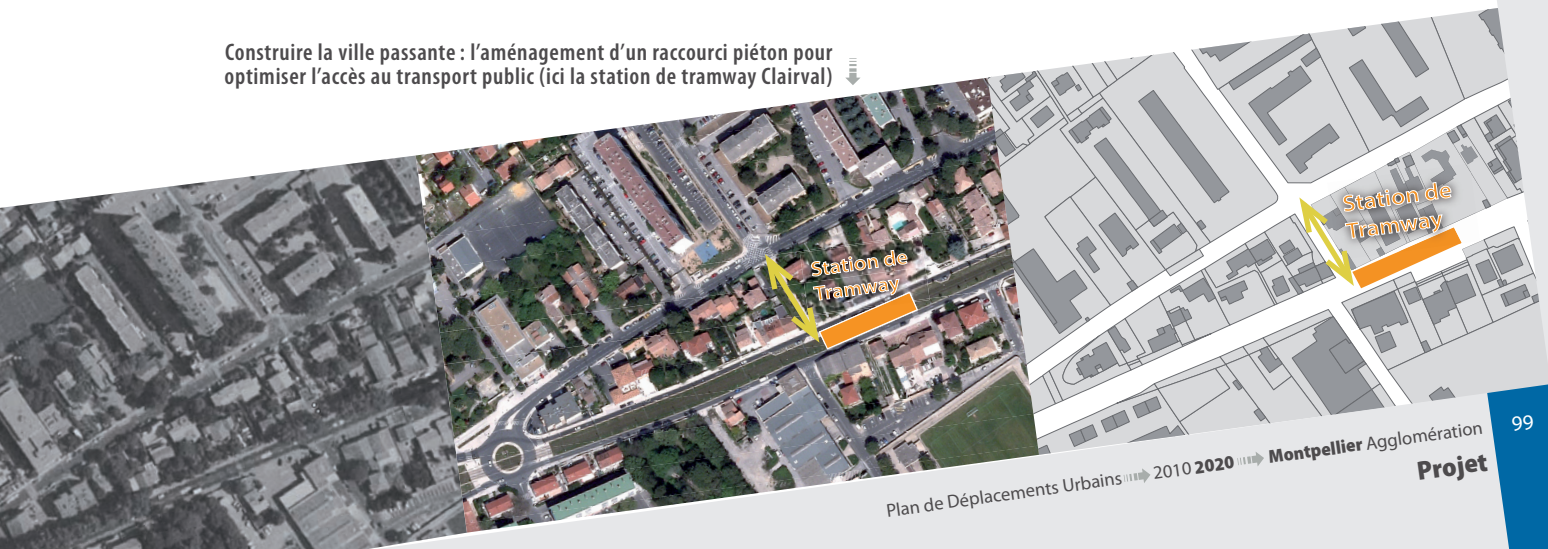 Construire la ville passante : l’aménagement d’un raccourci piéton pour
optimiser l’accès au transport public (ici la station de tramway Clairval)
Station de
Tramway
Station de
Tramway
Plan de Déplacements Urbains 2010 2020 Montpellier Agglomération
Projet
99